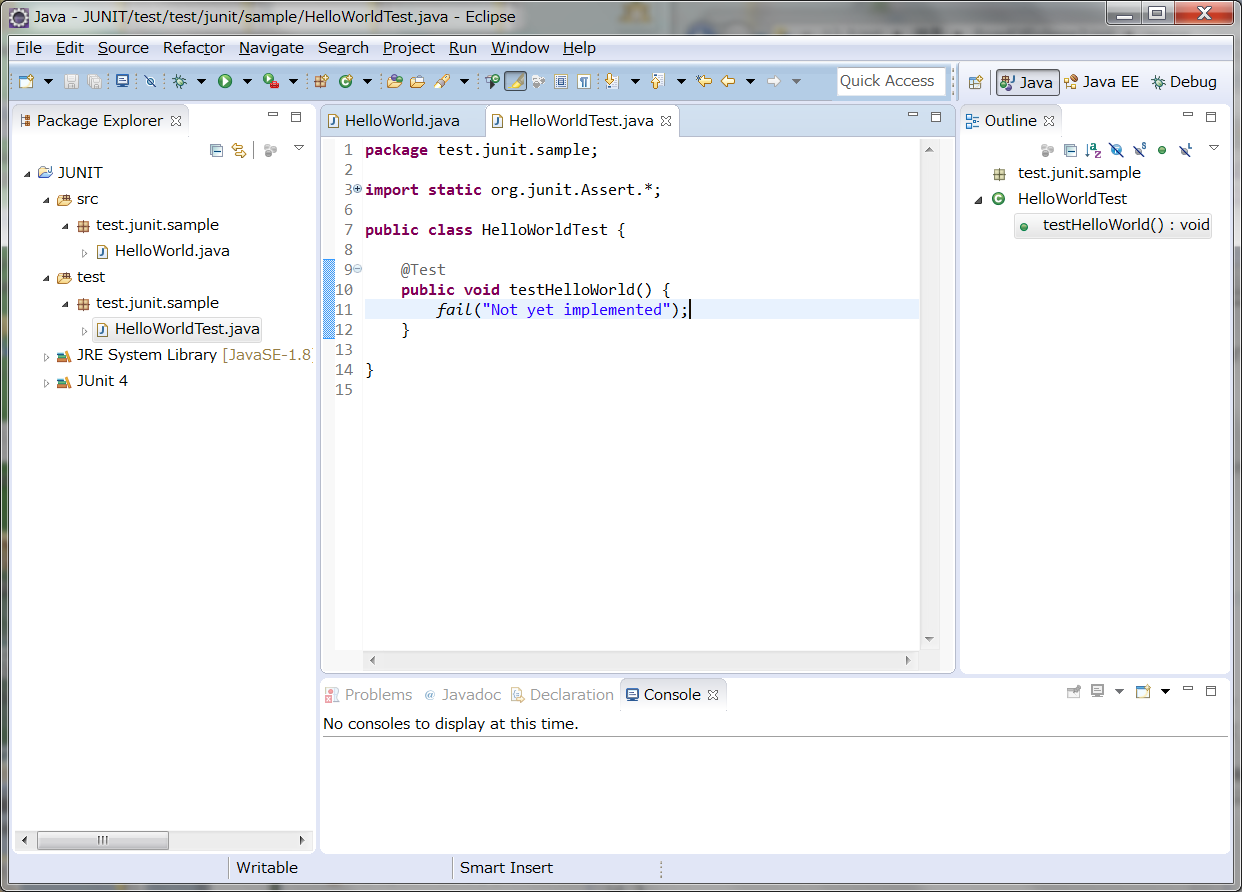 Java - JUNIT/test/test/junit/sample/HelloWorldTest.java - Eclipse
File Edit Source Refactor Navigate Search Project Run Window Help
Quick Access
Java
Java EE
Debug
Package Explorer
JUNIT
src
test.junit.sample
HelloWorld.java
test
test.junit.sample
HelloWorldTest.java
JRE System Library [JavaSE-1.8]
JUnit 4
HelloWorld.java
HelloWorldTest.java
1 package test.junit.sample;
2
3 import static org.junit.Assert.*;
6
7 public class HelloWorldTest {
8
9 @Test
10 public void testHelloWorld() {
11 fail("Not yet implemented");
12 }
13
14 }
15
Outline
test.junit.sample
HelloWorldTest
testHelloWorld() : void
Problems @ Javadoc Declaration Console
No consoles to display at this time.
Writable
Smart Insert